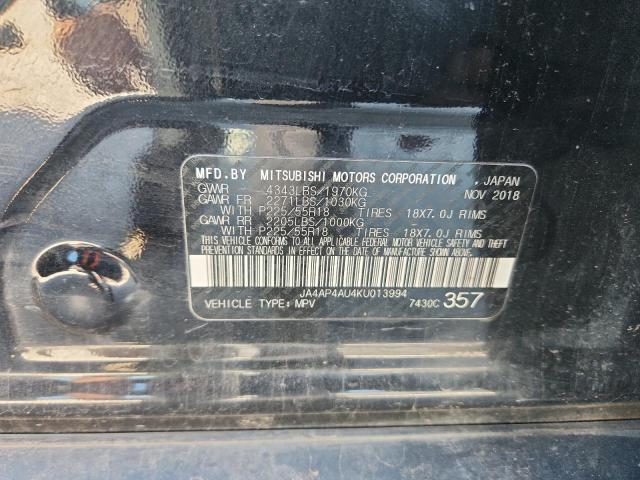 MFD.BY MITSUBISHI MOTORS CORPORATION , JAPAN
GVWR 4343LBS/1970KG NOV 2018
GAWR FR 2271LBS/1030KG
WITH P225/55R18 TIRES 18X7.0J RIMS
GAWR RR 2205LBS/1000KG
WITH P225/55R18 TIRES 18X7.0J RIMS
THIS VEHICLE CONFORMS TO ALL APPLICABLE FEDERAL MOTOR VEHICLE SAFETY AND THEFT
PREVENTION STANDARDS IN EFFECT ON THE DATE OF MANUFACTURE SHOWN ABOVE.
JA4AP4AU4KU013994
VEHICLE TYPE: MPV 7430C 357